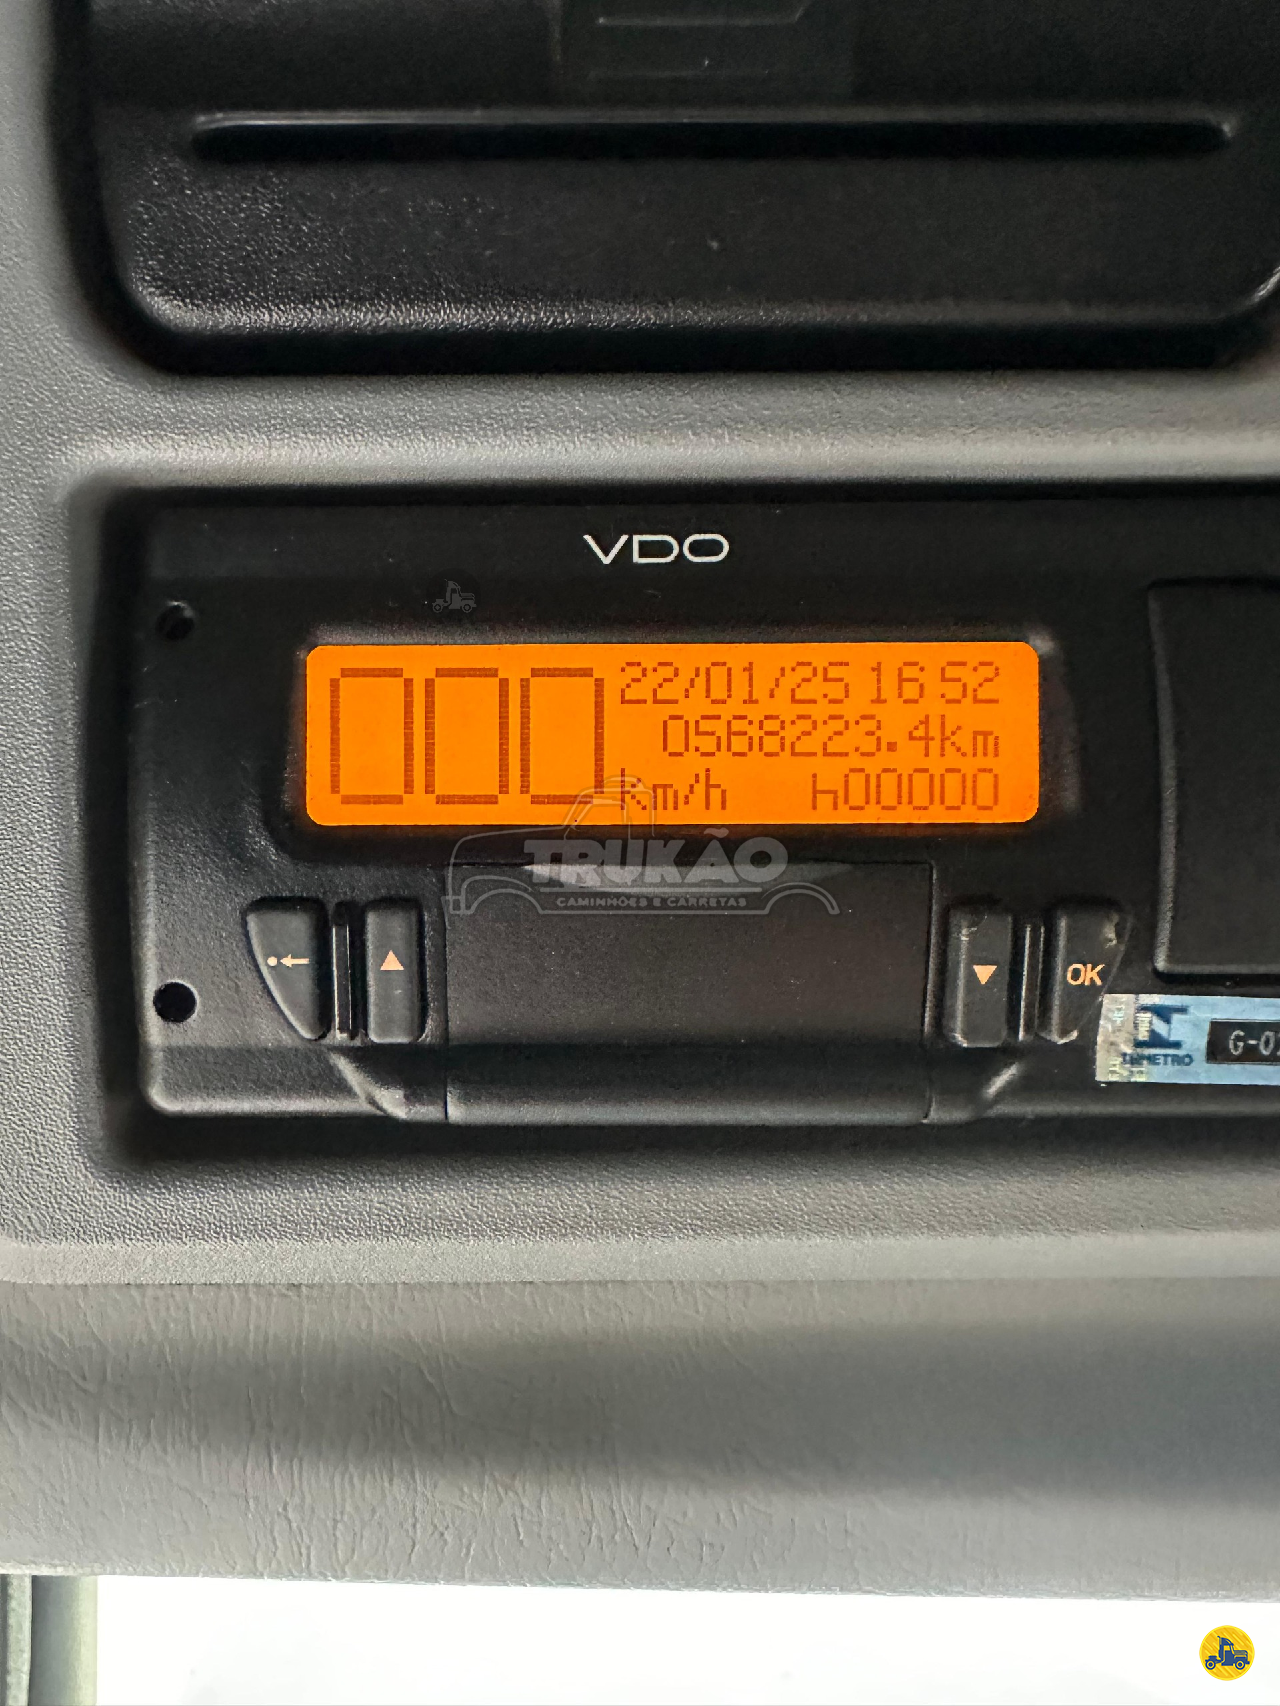 VDO
000 22/01/25 16 52
0568223.4km
km/h h00000
TRUKÃO
CAMINHÕES E CARRETAS
OK
INMETRO